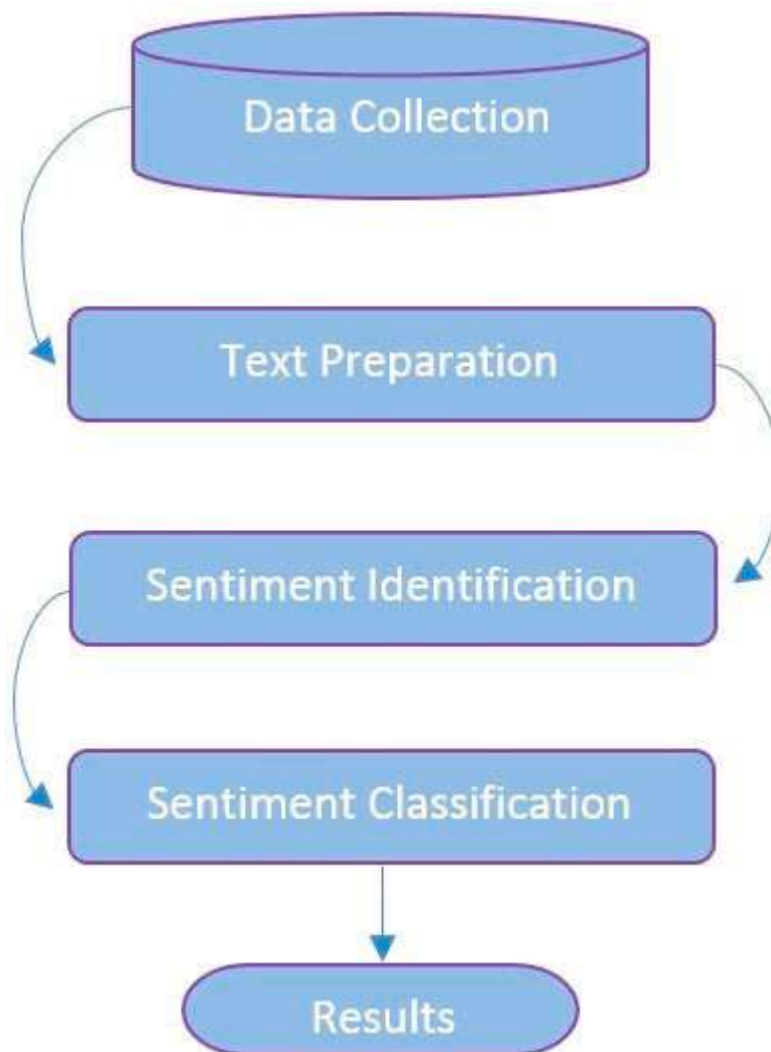 Data Collection
Text Preparation
Sentiment Identification
Sentiment Classification
Results